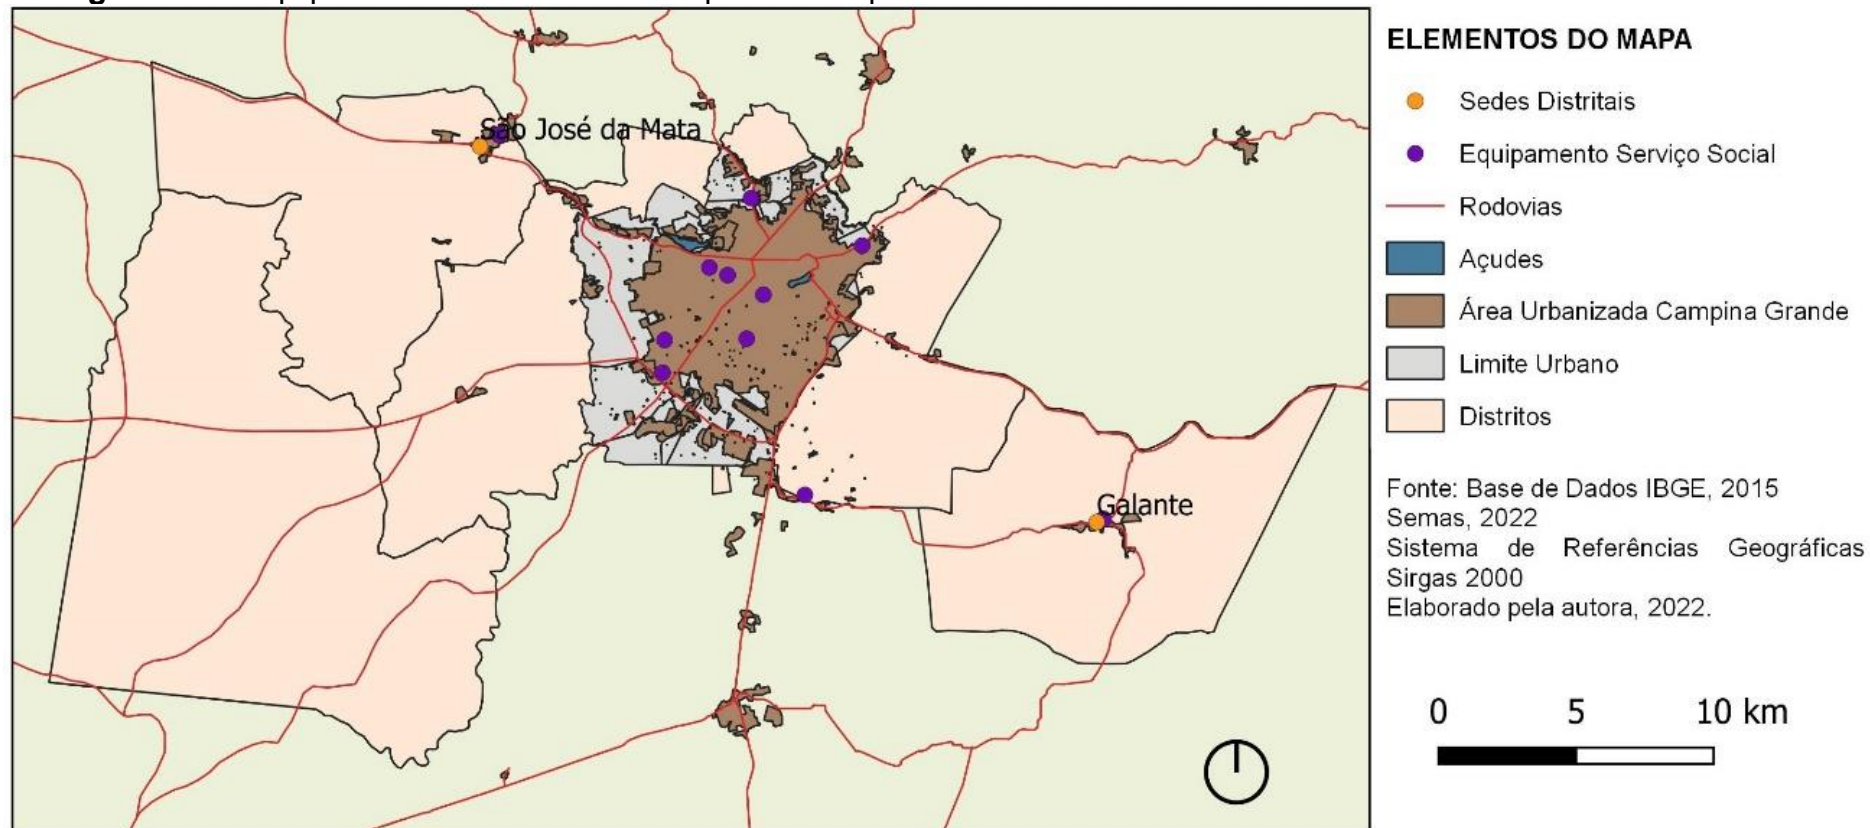 São José da Mata
Galante
ELEMENTOS DO MAPA
Sedes Distritais
Equipamento Serviço Social
Rodovias
Açudes
Área Urbanizada Campina Grande
Limite Urbano
Distritos
Fonte: Base de Dados IBGE, 2015
Semas, 2022
Sistema de Referências Geográficas
Sirgas 2000
Elaborado pela autora, 2022.
0 5 10 km